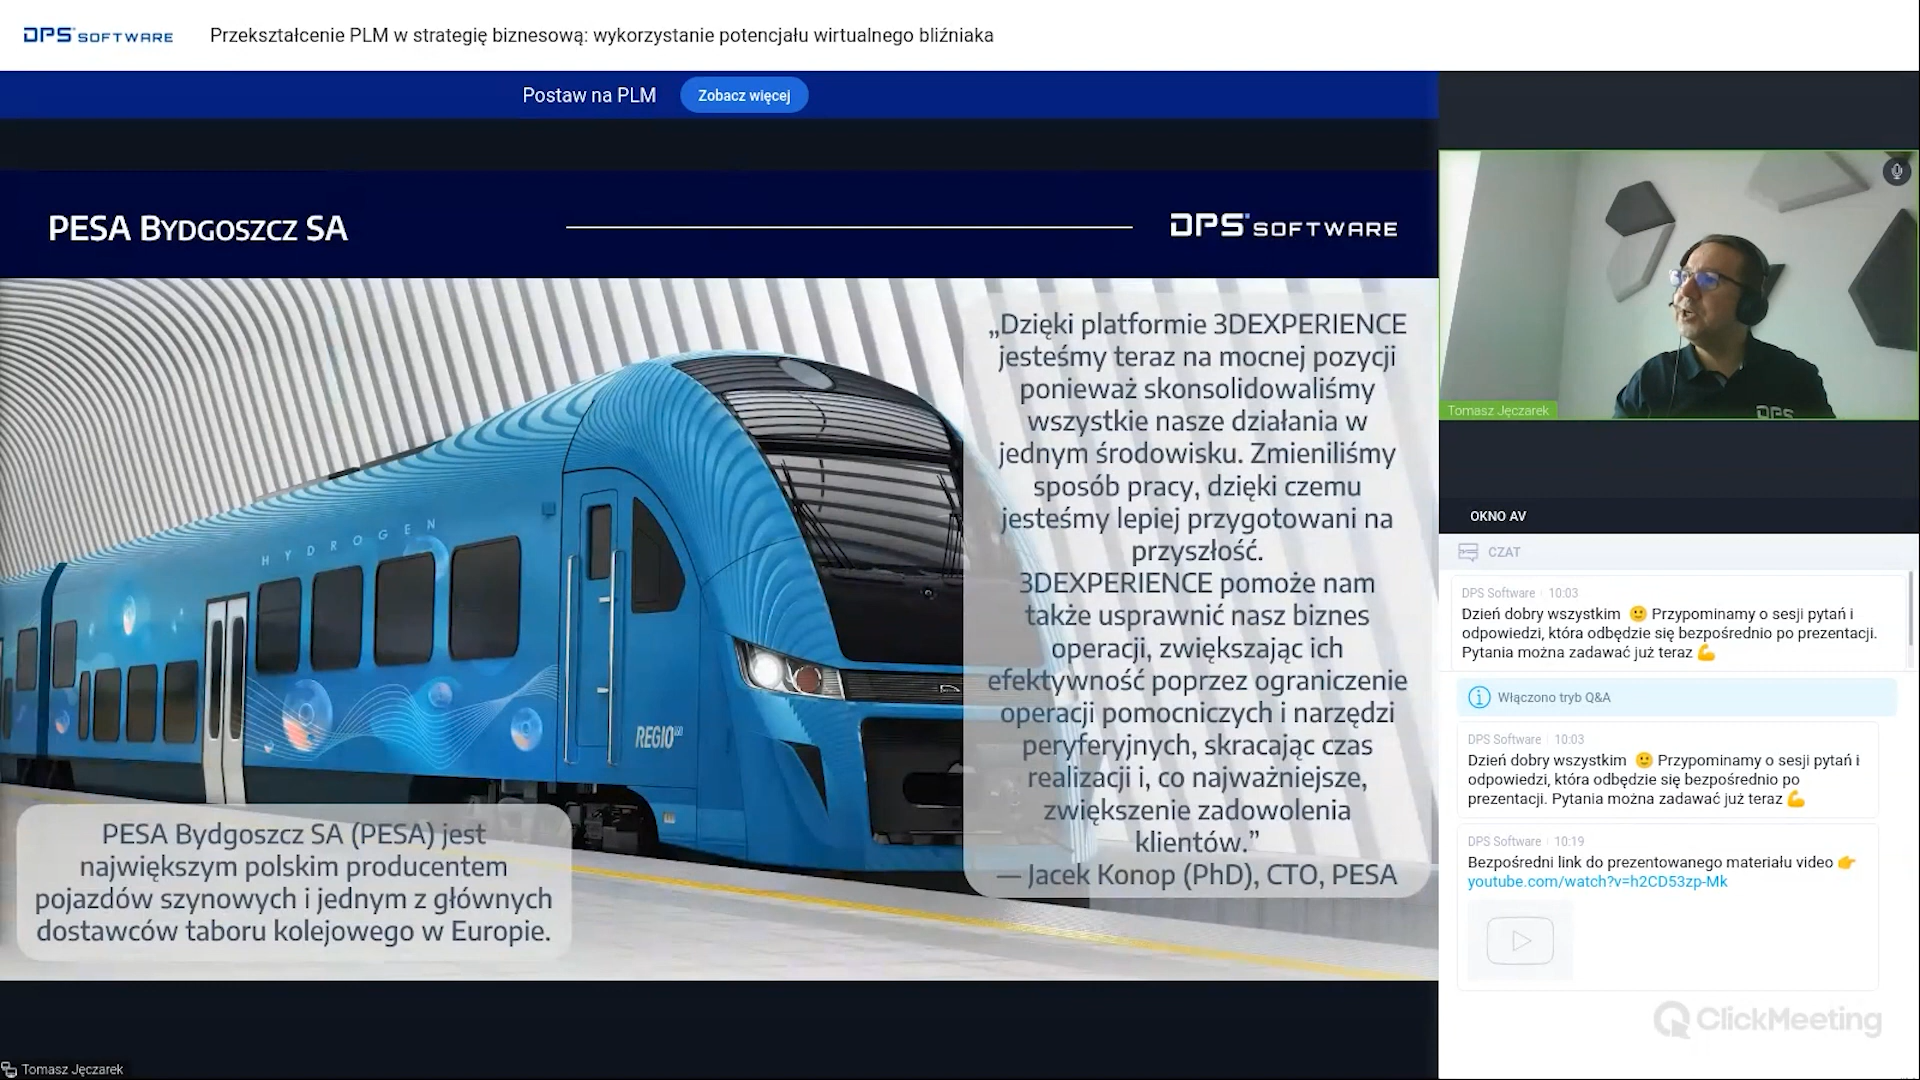 DPS SOFTWARE
Przekształcenie PLM w strategię biznesową: wykorzystanie potencjału wirtualnego bliźniaka
Postaw na PLM
Zobacz więcej
PESA BYDGOSZCZ SA
DPS SOFTWARE
„Dzięki platformie 3DEXPERIENCE
jesteśmy teraz na mocnej pozycji
ponieważ skonsolidowaliśmy
wszystkie nasze działania w
jednym środowisku. Zmieniliśmy
sposób pracy, dzięki czemu
jesteśmy lepiej przygotowani na
przyszłość.
3DEXPERIENCE pomoże nam
także usprawnić nasz biznes
operacji, zwiększając ich
efektywność poprzez ograniczenie
operacji pomocniczych i narzędzi
peryferyjnych, skracając czas
realizacji i, co najważniejsze,
zwiększenie zadowolenia
klientów.”
— Jacek Konop (PhD), CTO, PESA
HYDROGEN
REGIO
PESA Bydgoszcz SA (PESA) jest
największym polskim producentem
pojazdów szynowych i jednym z głównych
dostawców taboru kolejowego w Europie.
Tomasz Jęczarek
DPS
Tomasz Jęczarek
OKNO AV
CZAT
DPS Software 10:03
Dzień dobry wszystkim 🙂 Przypominamy o sesji pytań i
odpowiedzi, która odbędzie się bezpośrednio po prezentacji.
Pytania można zadawać już teraz 💪
Włączono tryb Q&A
DPS Software 10:03
Dzień dobry wszystkim 🙂 Przypominamy o sesji pytań i
odpowiedzi, która odbędzie się bezpośrednio po
prezentacji. Pytania można zadawać już teraz 💪
DPS Software 10:19
Bezpośredni link do prezentowanego materiału video 👉
youtube.com/watch?v=h2CD53zp-Mk
ClickMeeting